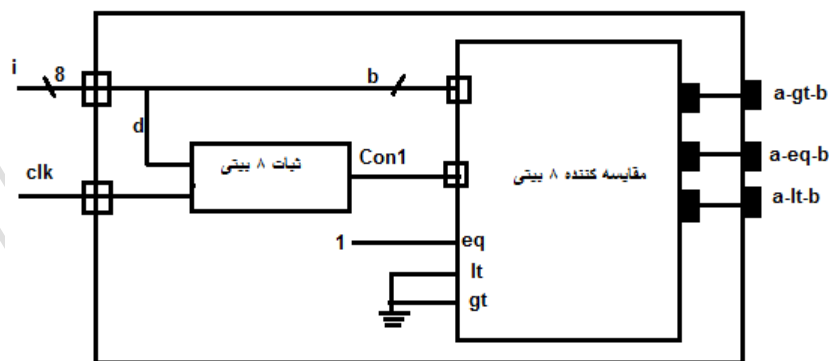 i
8
b
a-gt-b
d
clk
ثبات ۸ بیتی
Con1
مقایسه کننده ۸ بیتی
a-eq-b
a-lt-b
1
eq
lt
gt